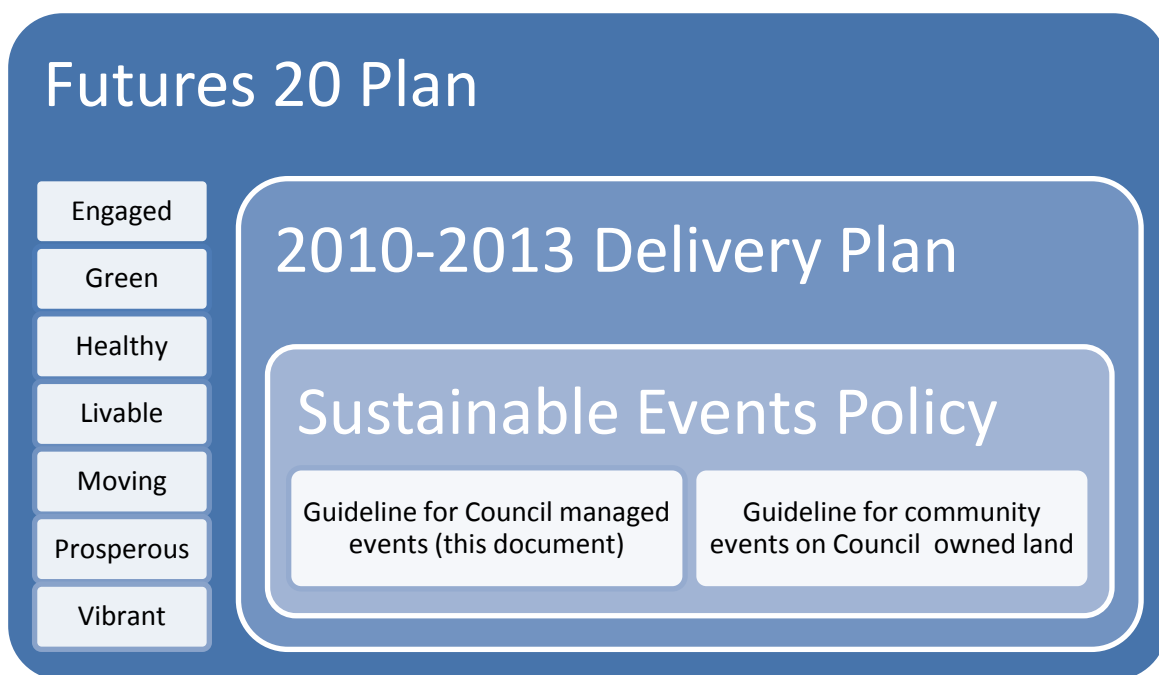 Futures 20 Plan
Engaged
Green
Healthy
Livable
Moving
Prosperous
Vibrant
2010-2013 Delivery Plan
Sustainable Events Policy
Guideline for Council managed
events (this document)
Guideline for community
events on Council owned land